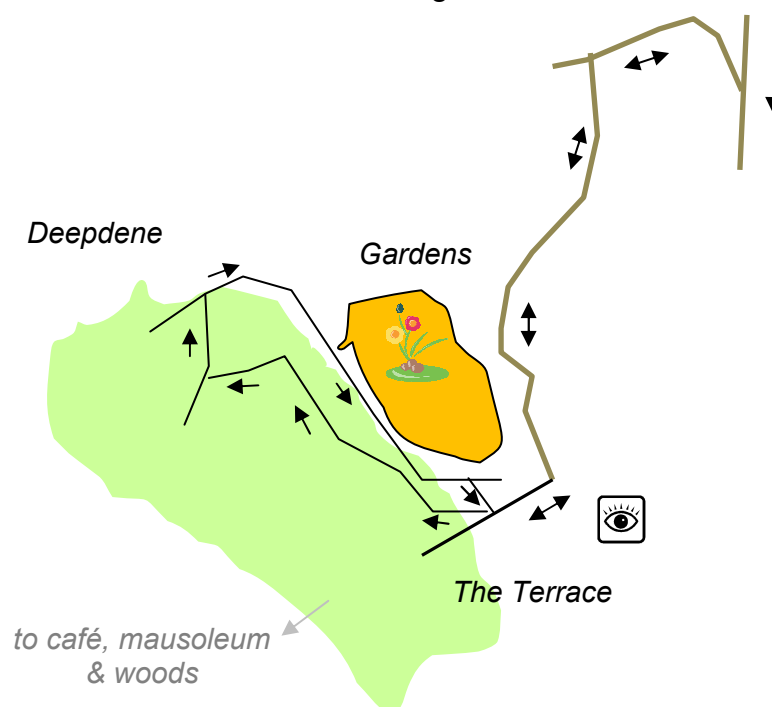 Deepdene
Gardens
The Terrace
to café, mausoleum
& woods